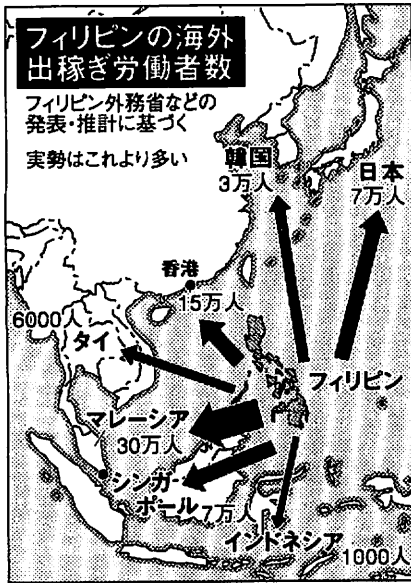 フィリピンの海外
出稼ぎ労働者数
フィリピン外務省などの
発表・推計に基づく
実勢はこれより多い
韓国
3万人
日本
7万人
香港
15万人
6000人
タイ
フィリピン
マレーシア
30万人
シンガ
ポール
7万人
インドネシア
1000人